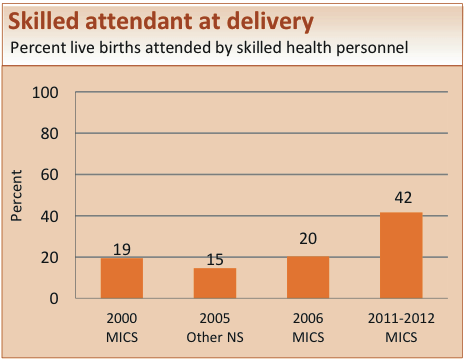 Skilled attendant at delivery
Percent live births attended by skilled health personnel
Percent
100
80
60
40
20
0
19
15
20
42
2000 2005 2006 2011-2012
MICS Other NS MICS MICS